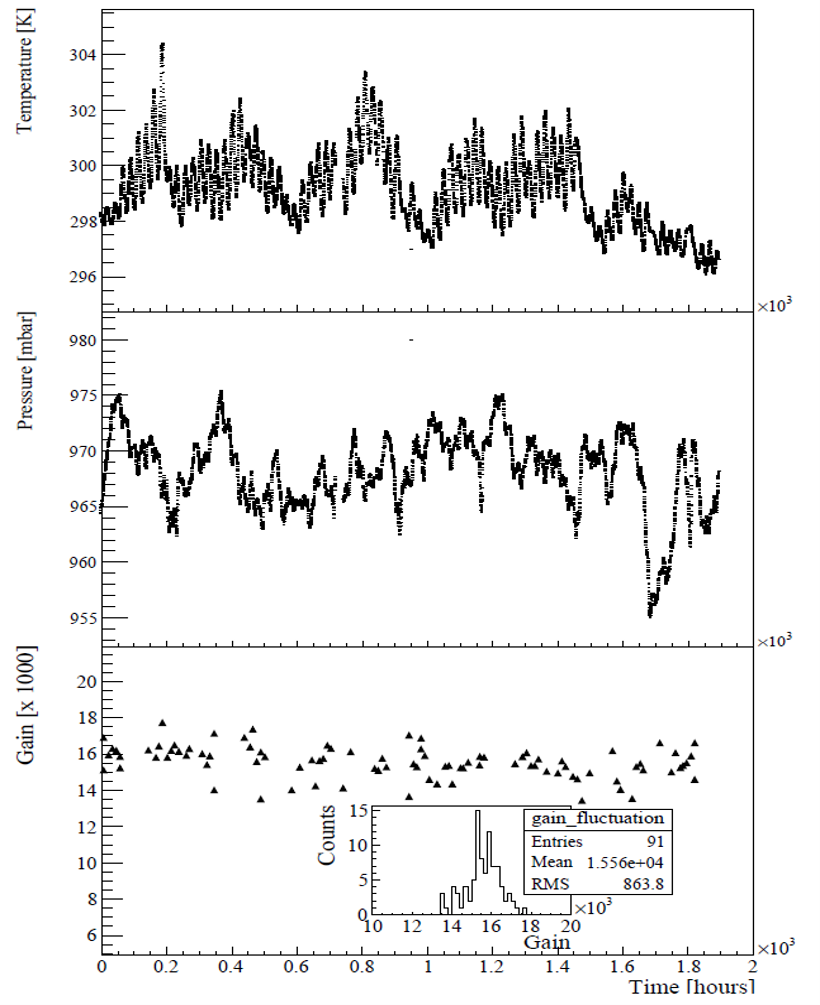 Temperature [K]
304
302
300
298
296
×10³
Pressure [mbar]
980
975
970
965
960
955
×10³
Gain [x 1000]
20
18
16
14
12
10
8
6
Counts
15
10
5
0
10 12 14 16 18 20
×10³
Gain
gain_fluctuation
Entries 91
Mean 1.556e+04
RMS 863.8
×10³
0 0.2 0.4 0.6 0.8 1 1.2 1.4 1.6 1.8 2
Time [hours]